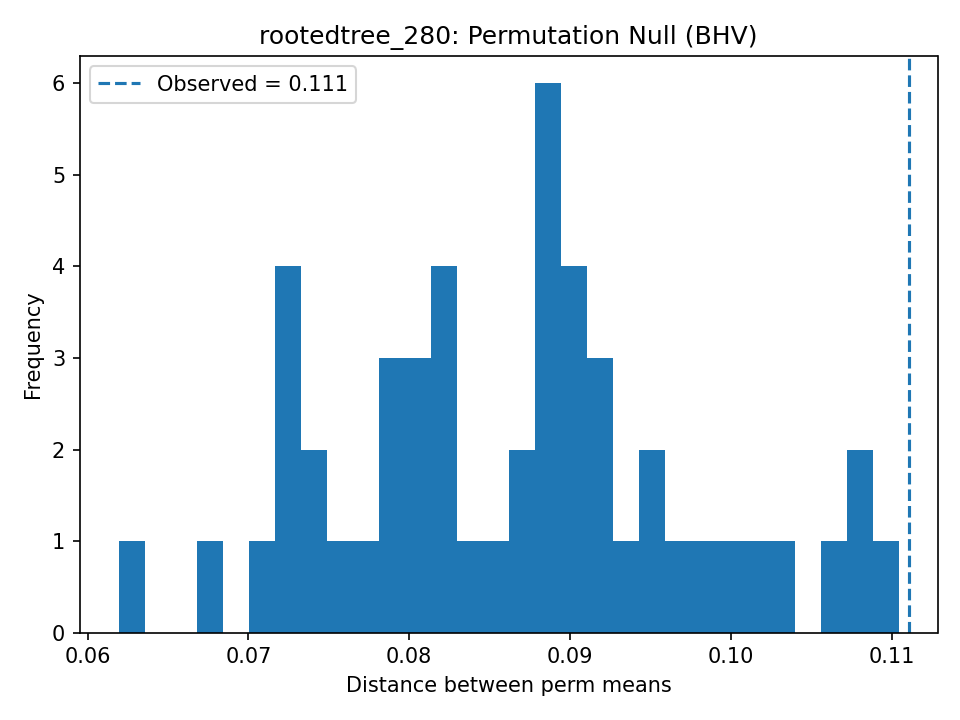 rootedtree_280: Permutation Null (BHV)
Observed = 0.111
6
5
4
3
2
1
0
Frequency
0.06 0.07 0.08 0.09 0.10 0.11
Distance between perm means